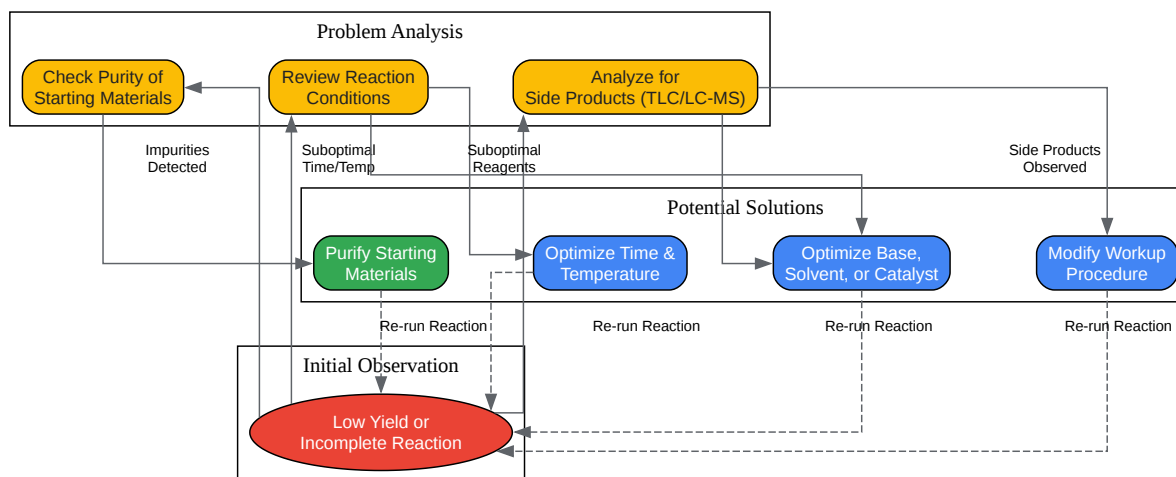 Problem Analysis
Check Purity of
Starting Materials
Review Reaction
Conditions
Analyze for
Side Products (TLC/LC-MS)
Impurities
Detected
Suboptimal
Time/Temp
Suboptimal
Reagents
Side Products
Observed
Potential Solutions
Purify Starting
Materials
Optimize Time &
Temperature
Optimize Base,
Solvent, or Catalyst
Modify Workup
Procedure
Re-run Reaction
Re-run Reaction
Re-run Reaction
Re-run Reaction
Initial Observation
Low Yield or
Incomplete Reaction